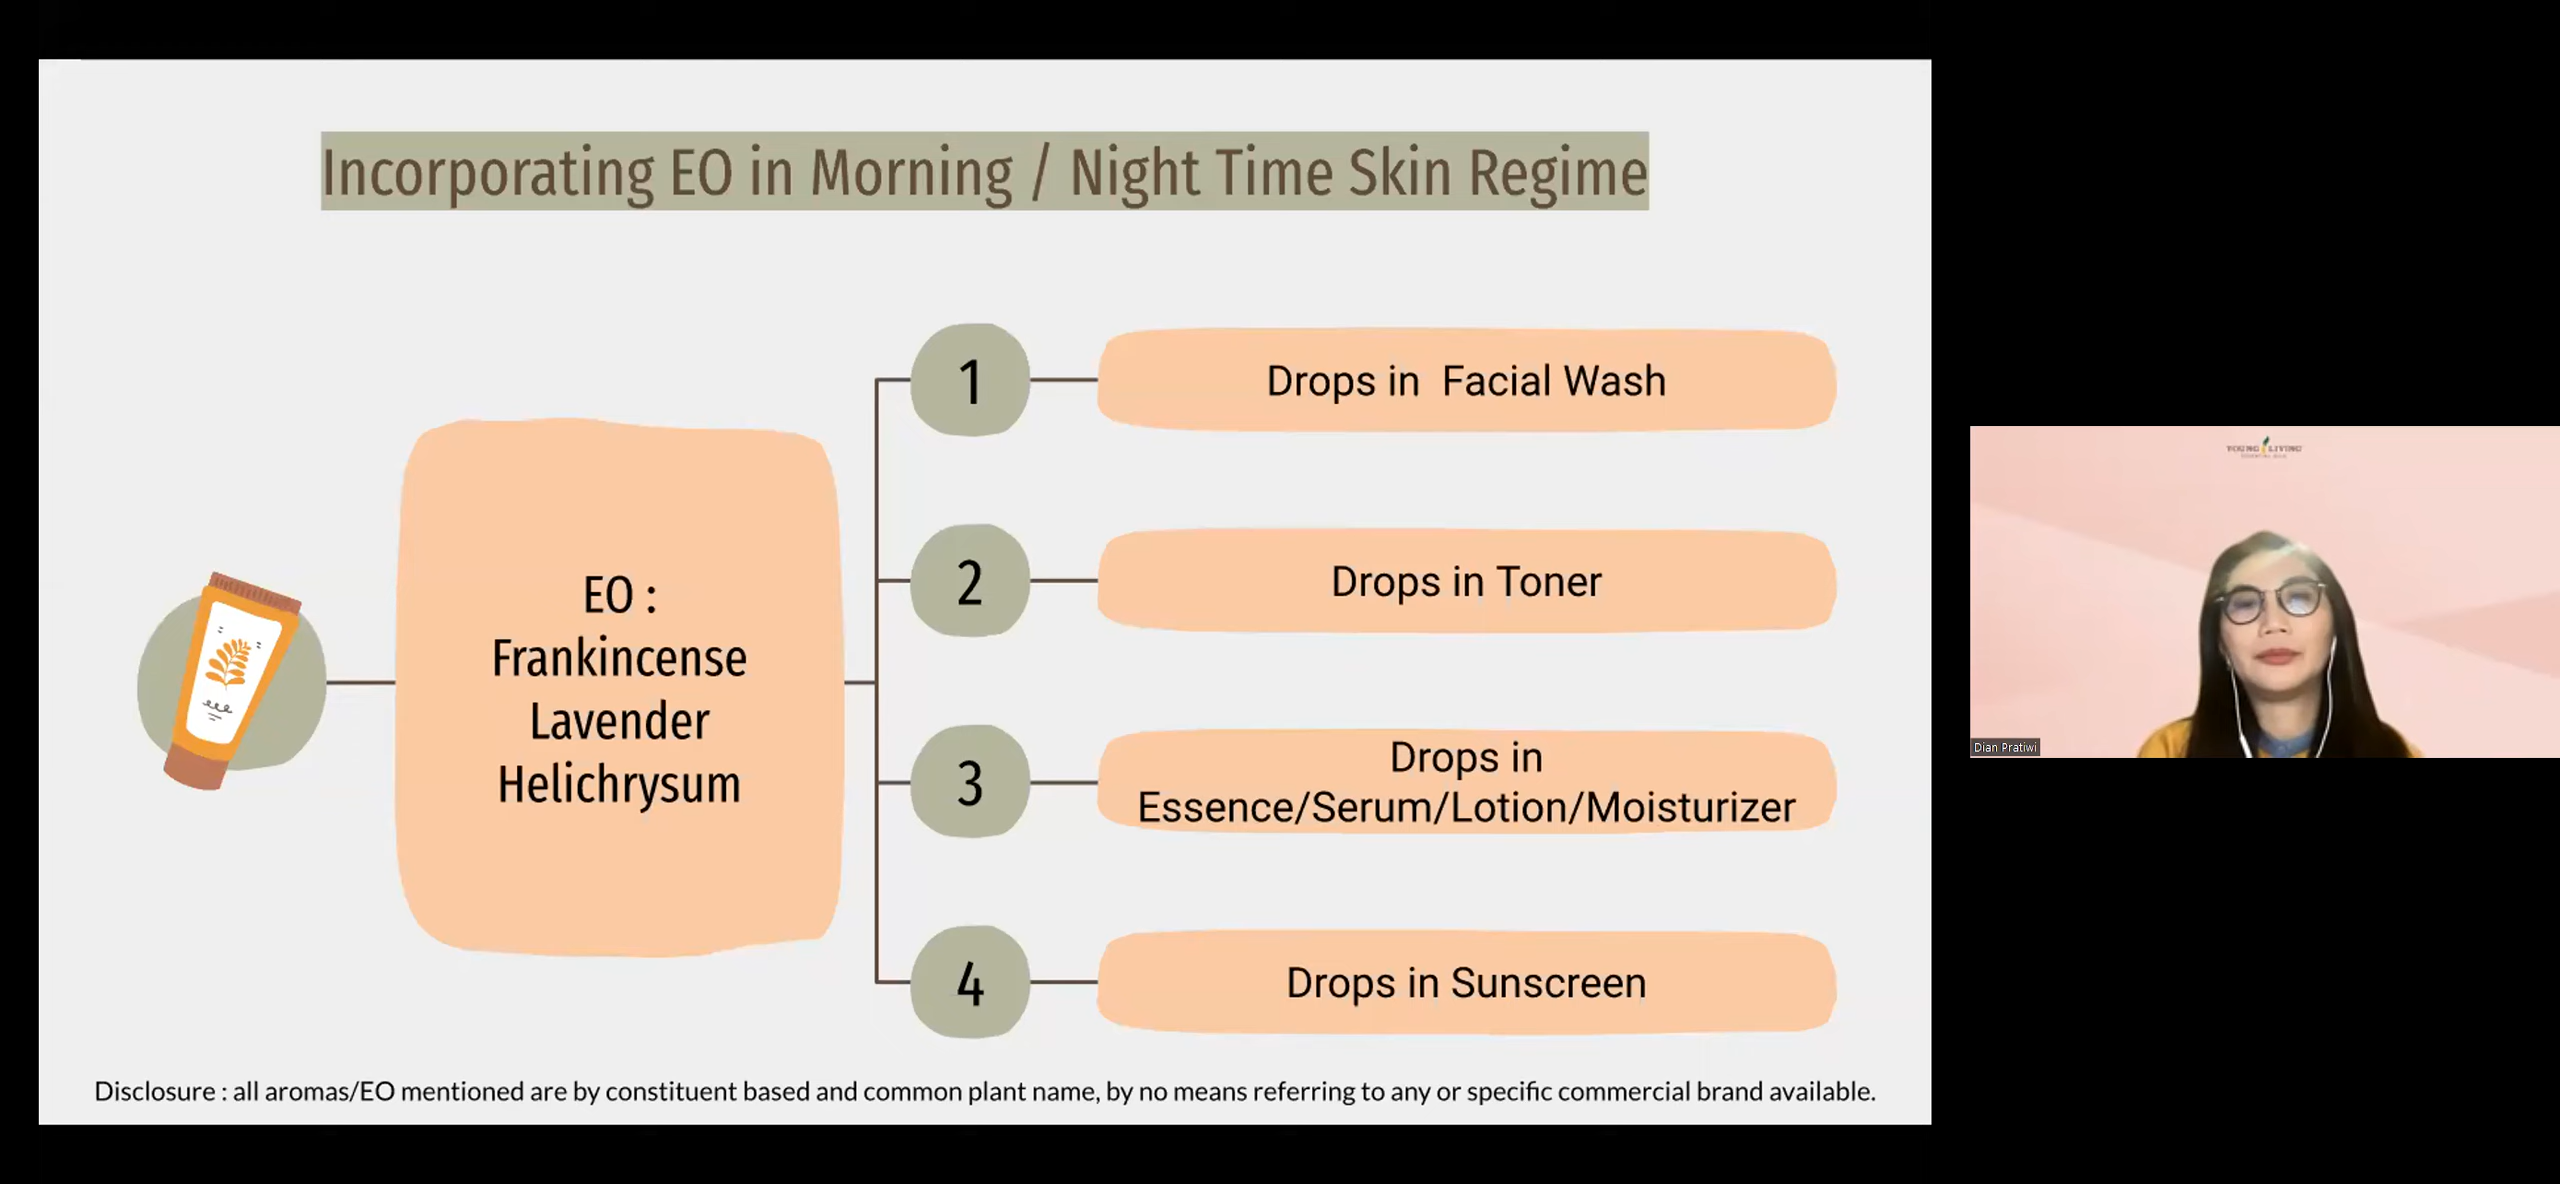 Incorporating EO in Morning / Night Time Skin Regime
EO :
Frankincense
Lavender
Helichrysum
1
Drops in Facial Wash
2
Drops in Toner
3
Drops in
Essence/Serum/Lotion/Moisturizer
4
Drops in Sunscreen
Disclosure : all aromas/EO mentioned are by constituent based and common plant name, by no means referring to any or specific commercial brand available.
YOUNG LIVING
Dian Pratiwi